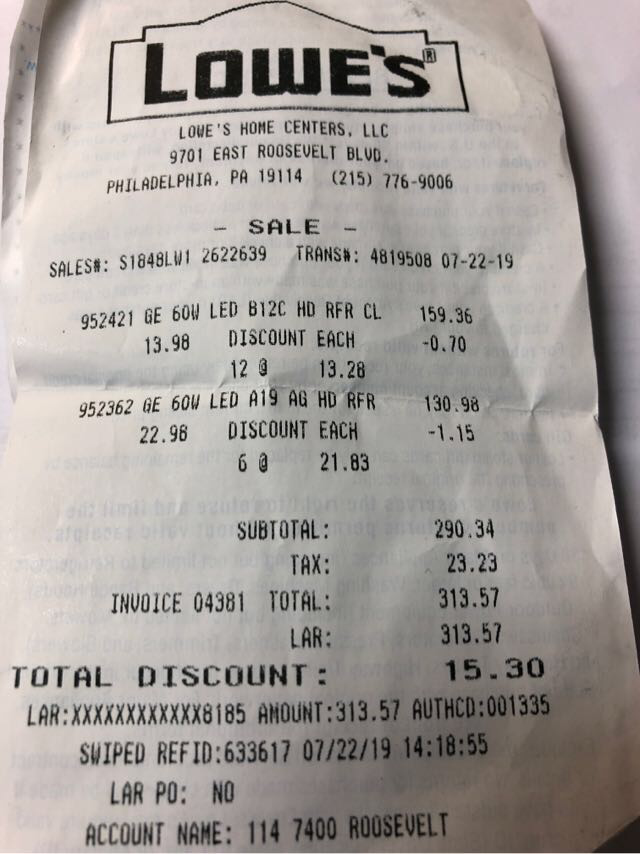 LOWE'S®
LOWE'S HOME CENTERS, LLC
9701 EAST ROOSEVELT BLVD.
PHILADELPHIA, PA 19114 (215) 776-9006
- SALE -
SALES#: S1848LW1 2622639 TRANS#: 4819508 07-22-19
952421 GE 60W LED B12C HD RFR CL 159.36
13.98 DISCOUNT EACH -0.70
12 @ 13.28
952362 GE 60W LED A19 AG HD RFR 130.98
22.98 DISCOUNT EACH -1.15
6 @ 21.83
SUBTOTAL: 290.34
TAX: 23.23
INVOICE 04381 TOTAL: 313.57
LAR: 313.57
TOTAL DISCOUNT: 15.30
LAR:XXXXXXXXXXXX8185 AMOUNT:313.57 AUTHCD:001335
SWIPED REFID:633617 07/22/19 14:18:55
LAR PO: NO
ACCOUNT NAME: 114 7400 ROOSEVELT